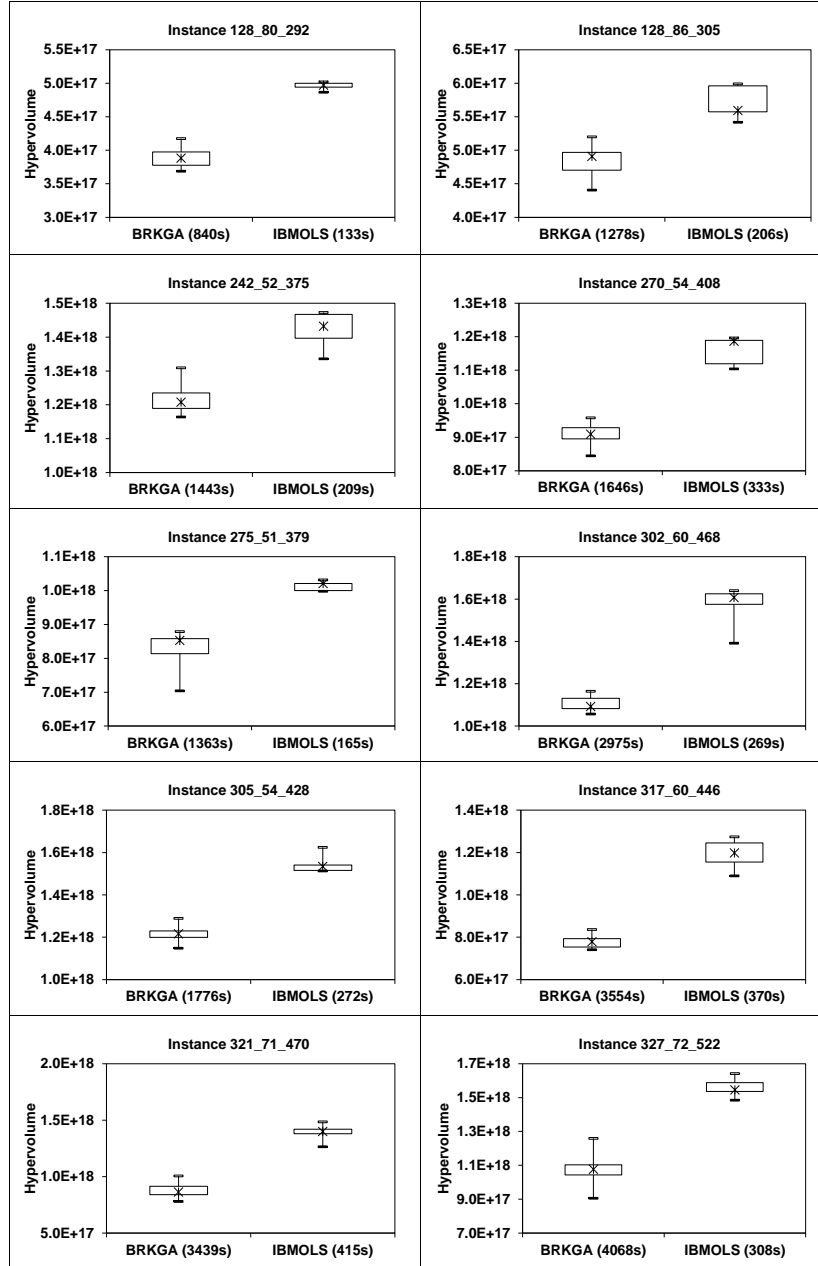 Instance 128_80_292
Hypervolume
5.5E+17
5.0E+17
4.5E+17
4.0E+17
3.5E+17
3.0E+17
BRKGA (840s) IBMOLS (133s)
Instance 128_86_305
Hypervolume
6.5E+17
6.0E+17
5.5E+17
5.0E+17
4.5E+17
4.0E+17
BRKGA (1278s) IBMOLS (206s)
Instance 242_52_375
Hypervolume
1.5E+18
1.4E+18
1.3E+18
1.2E+18
1.1E+18
1.0E+18
BRKGA (1443s) IBMOLS (209s)
Instance 270_54_408
Hypervolume
1.3E+18
1.2E+18
1.1E+18
1.0E+18
9.0E+17
8.0E+17
BRKGA (1646s) IBMOLS (333s)
Instance 275_51_379
Hypervolume
1.1E+18
1.0E+18
9.0E+17
8.0E+17
7.0E+17
6.0E+17
BRKGA (1363s) IBMOLS (165s)
Instance 302_60_468
Hypervolume
1.8E+18
1.6E+18
1.4E+18
1.2E+18
1.0E+18
BRKGA (2975s) IBMOLS (269s)
Instance 305_54_428
Hypervolume
1.8E+18
1.6E+18
1.4E+18
1.2E+18
1.0E+18
BRKGA (1776s) IBMOLS (272s)
Instance 317_60_446
Hypervolume
1.4E+18
1.2E+18
1.0E+18
8.0E+17
6.0E+17
BRKGA (3554s) IBMOLS (370s)
Instance 321_71_470
Hypervolume
2.0E+18
1.5E+18
1.0E+18
5.0E+17
BRKGA (3439s) IBMOLS (415s)
Instance 327_72_522
Hypervolume
1.7E+18
1.5E+18
1.3E+18
1.1E+18
9.0E+17
7.0E+17
BRKGA (4068s) IBMOLS (308s)